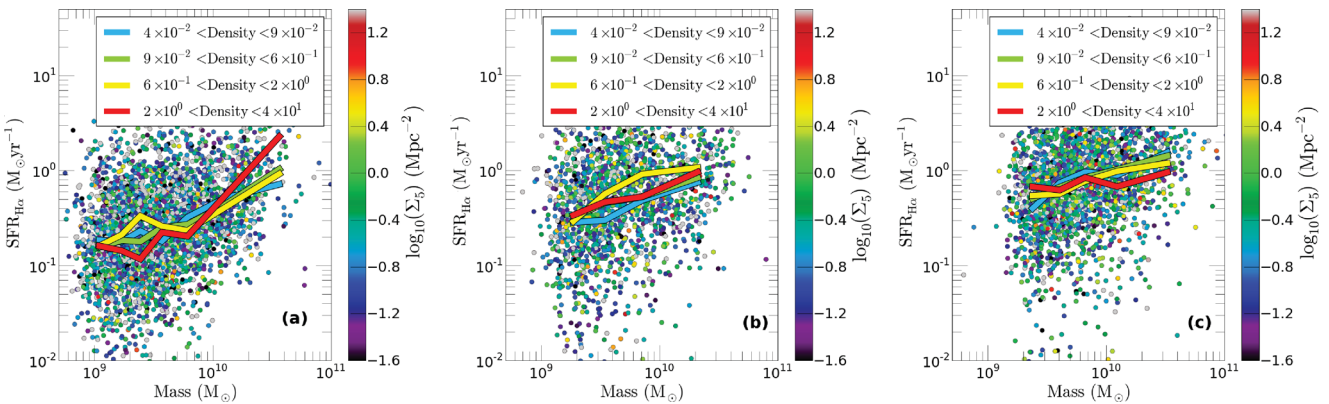 4×10⁻² <Density<9×10⁻²
9×10⁻² <Density<6×10⁻¹
6×10⁻¹ <Density<2×10⁰
2×10⁰ <Density<4×10¹
10¹
10⁰
10⁻¹
10⁻²
SFR_Hα (M_⊙yr⁻¹)
10⁹
10¹⁰
10¹¹
Mass (M_⊙)
(a)
1.2
0.8
0.4
0.0
−0.4
−0.8
−1.2
−1.6
log₁₀(Σ₅) (Mpc⁻²)
4×10⁻² <Density<9×10⁻²
9×10⁻² <Density<6×10⁻¹
6×10⁻¹ <Density<2×10⁰
2×10⁰ <Density<4×10¹
10¹
10⁰
10⁻¹
10⁻²
SFR_Hα (M_⊙yr⁻¹)
10⁹
10¹⁰
10¹¹
Mass (M_⊙)
(b)
1.2
0.8
0.4
0.0
−0.4
−0.8
−1.2
−1.6
log₁₀(Σ₅) (Mpc⁻²)
4×10⁻² <Density<9×10⁻²
9×10⁻² <Density<6×10⁻¹
6×10⁻¹ <Density<2×10⁰
2×10⁰ <Density<4×10¹
10¹
10⁰
10⁻¹
10⁻²
SFR_Hα (M_⊙yr⁻¹)
10⁹
10¹⁰
10¹¹
Mass (M_⊙)
(c)
1.2
0.8
0.4
0.0
−0.4
−0.8
−1.2
−1.6
log₁₀(Σ₅) (Mpc⁻²)